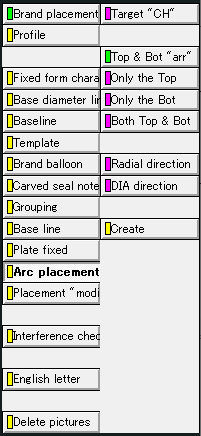 Brand placement
Target "CH"
Profile
Top & Bot "arr"
Fixed form chara
Only the Top
Base diameter lin
Only the Bot
Baseline
Both Top & Bot
Template
Brand balloon
Radial direction
Carved seal note
DIA direction
Grouping
Base line
Create
Plate fixed
Arc placement
Placement "modi
Interference chec
English letter
Delete pictures